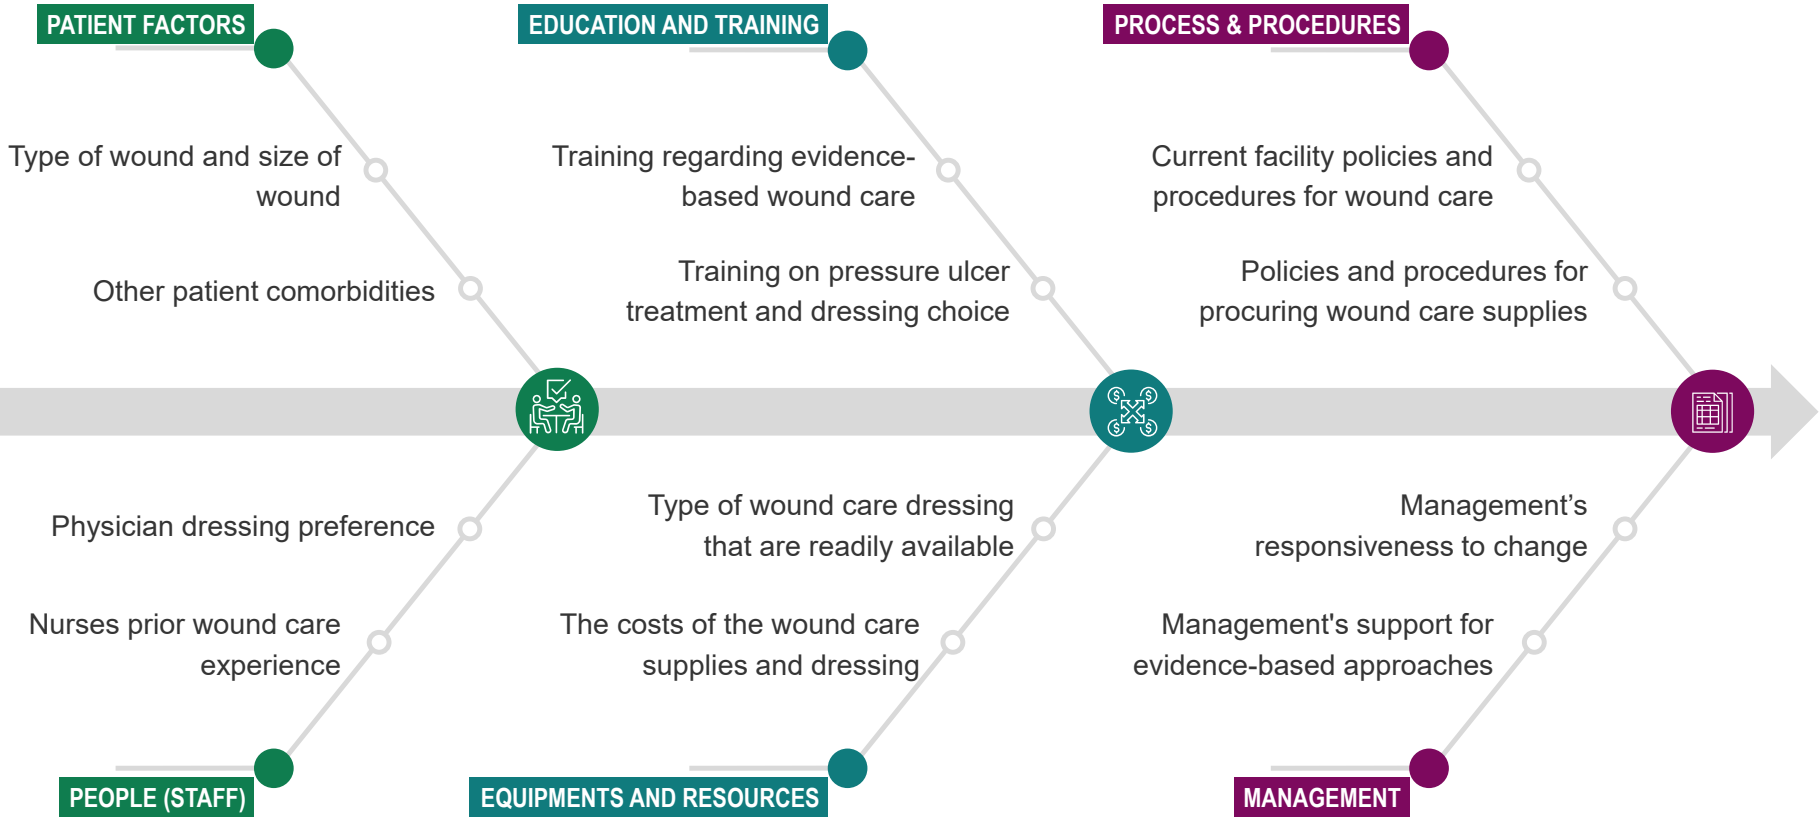 PATIENT FACTORS
EDUCATION AND TRAINING
PROCESS & PROCEDURES
Type of wound and size of
wound
Training regarding evidence-
based wound care
Current facility policies and
procedures for wound care
Other patient comorbidities
Training on pressure ulcer
treatment and dressing choice
Policies and procedures for
procuring wound care supplies
Physician dressing preference
Type of wound care dressing
that are readily available
Management’s
responsiveness to change
Nurses prior wound care
experience
The costs of the wound care
supplies and dressing
Management's support for
evidence-based approaches
PEOPLE (STAFF)
EQUIPMENTS AND RESOURCES
MANAGEMENT